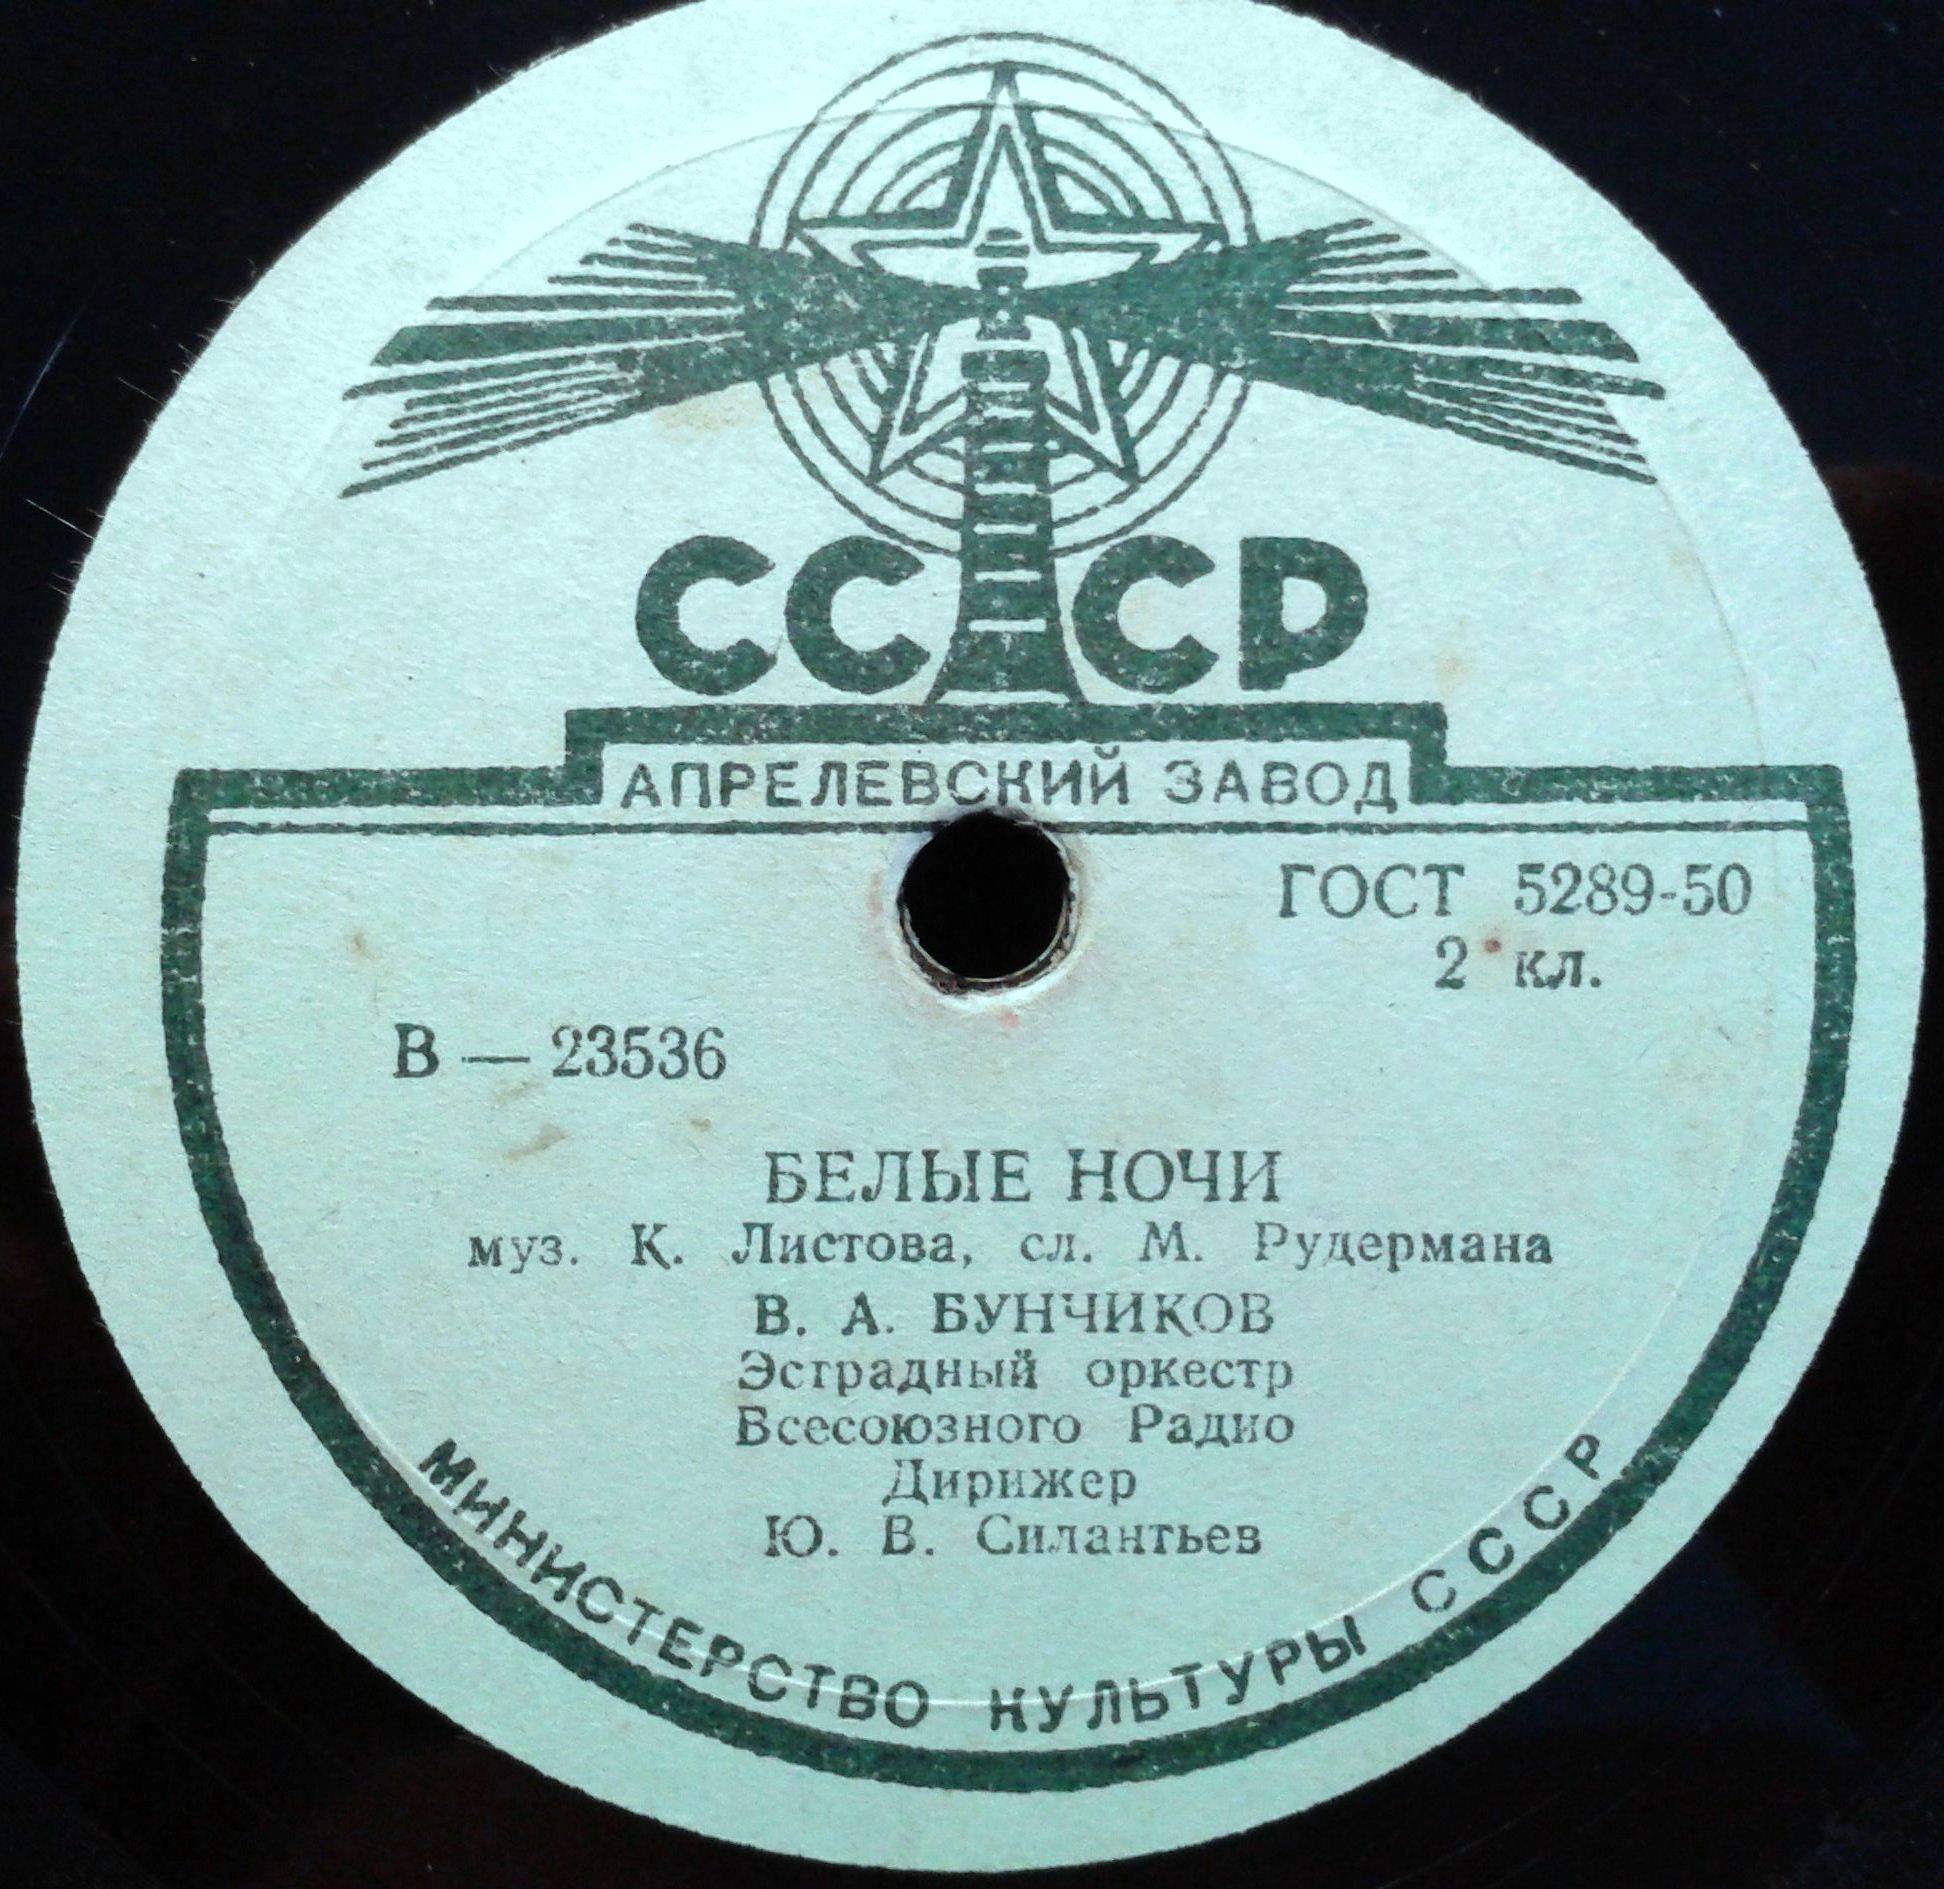 СССР
АПРЕЛЕВСКИЙ ЗАВОД
ГОСТ 5289-50
2 кл.
В — 23536
БЕЛЫЕ НОЧИ
муз. К. Листова, сл. М. Рудермана
В. А. БУНЧИКОВ
Эстрадный оркестр
Всесоюзного Радио
Дирижер
Ю. В. Силантьев
МИНИСТЕРСТВО КУЛЬТУРЫ СССР